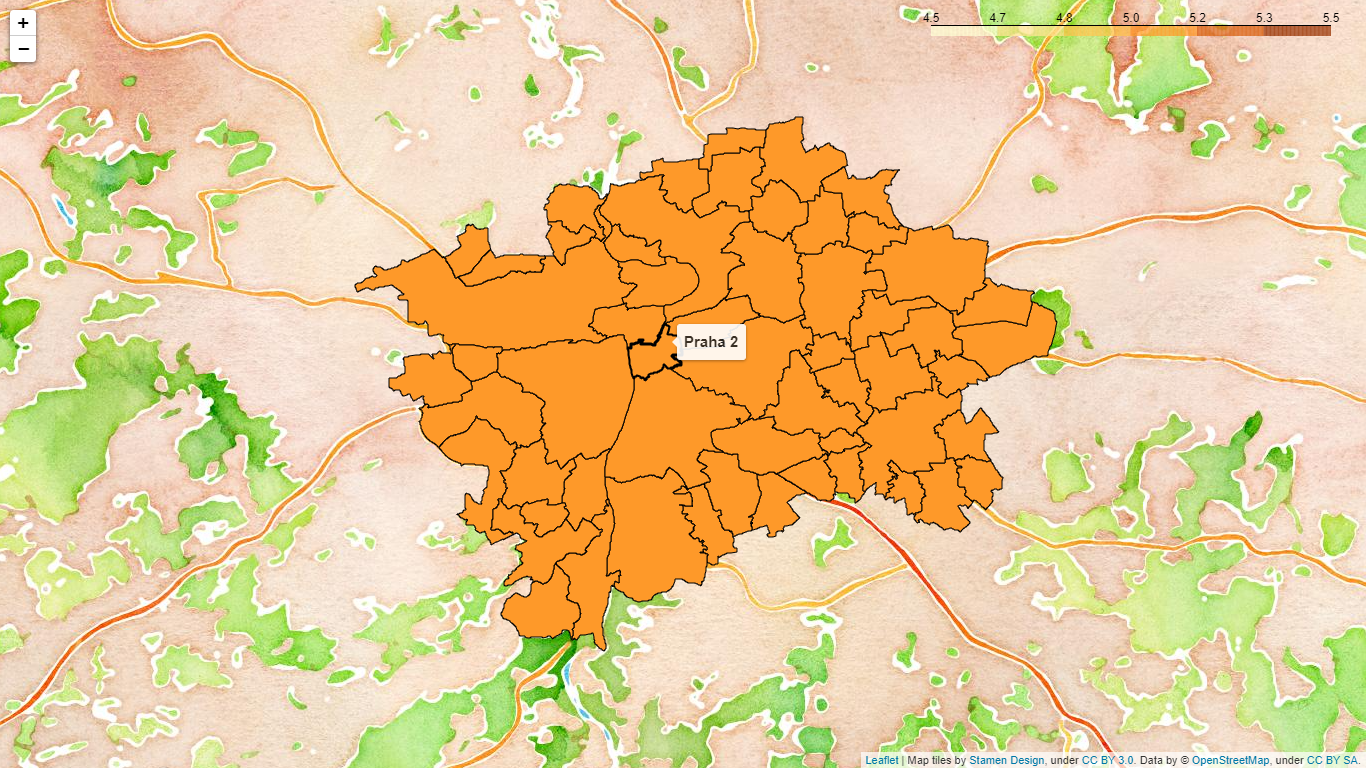 +
−
4.5 4.7 4.8 5.0 5.2 5.3 5.5
Praha 2
Leaflet | Map tiles by Stamen Design, under CC BY 3.0. Data by © OpenStreetMap, under CC BY SA.